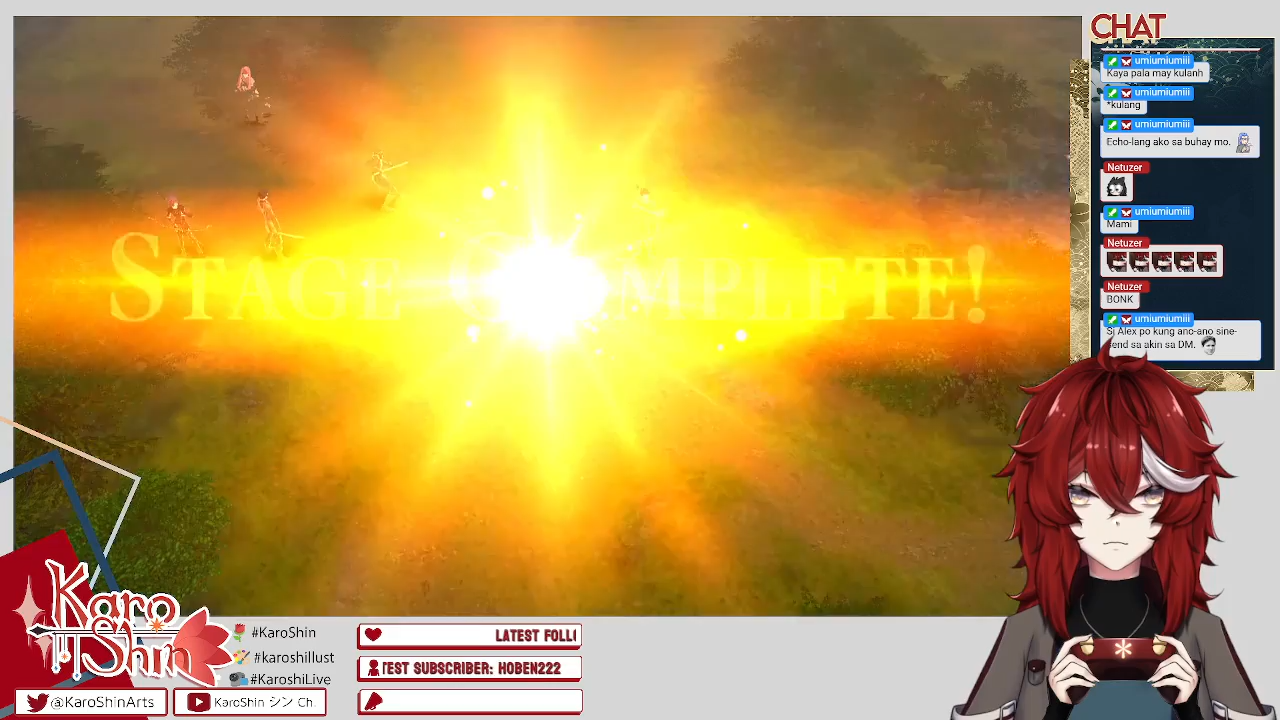 CHAT
umiumiumiii
Kaya pala may kulanh
umiumiumiii
*kulang
umiumiumiii
Echo-lang ako sa buhay mo.
Netuzer
umiumiumiii
Mami
Netuzer
Netuzer
BONK
umiumiumiii
Si Alex po kung ano-ano sine-
send sa akin sa DM.
STAGE COMPLETE!
Karo
Shin
#KaroShin
#karoshillust
#KaroshiLive
@KaroShinArts
KaroShin シン Ch.
LATEST FOLL
TEST SUBSCRIBER: HOBEN222